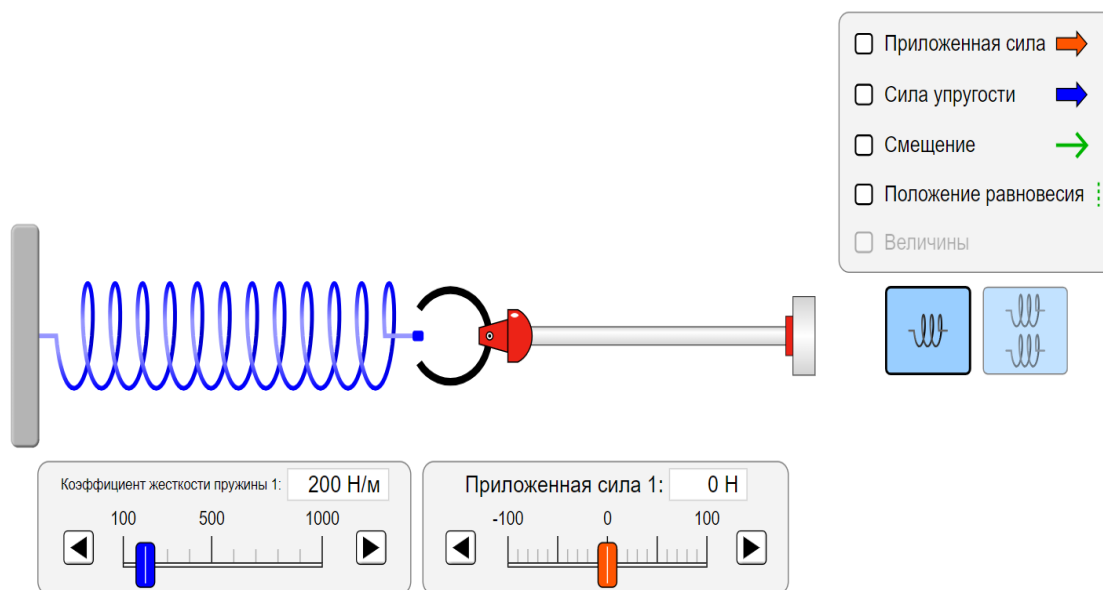 Приложенная сила
Сила упругости
Смещение
Положение равновесия
Величины
Коэффициент жесткости пружины 1: 200 Н/м
100 500 1000
Приложенная сила 1: 0 Н
-100 0 100